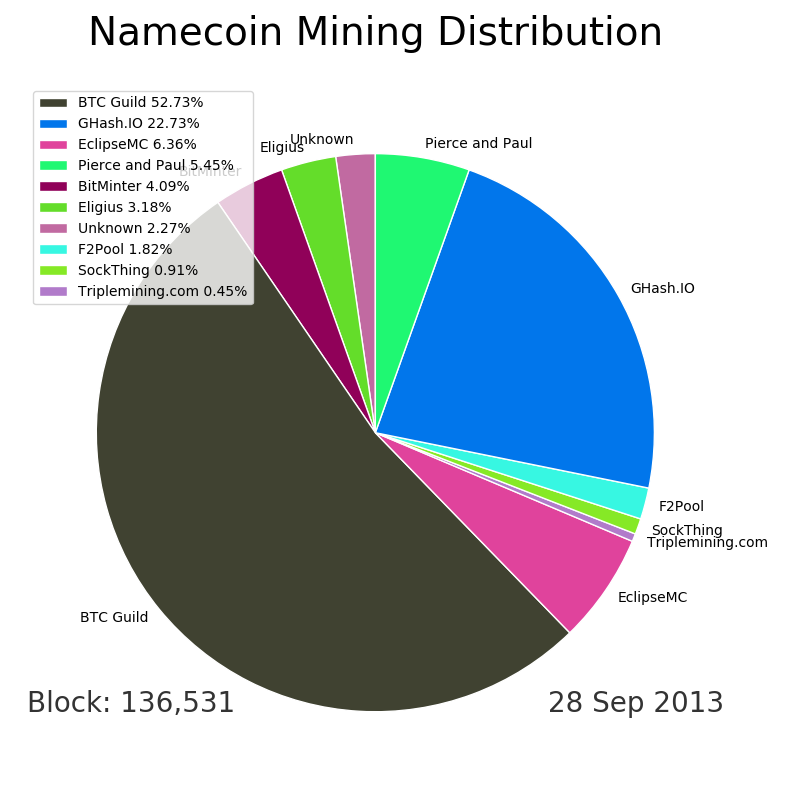 Namecoin Mining Distribution
BTC Guild 52.73%
GHash.IO 22.73%
EclipseMC 6.36%
Pierce and Paul 5.45%
BitMinter 4.09%
Eligius 3.18%
Unknown 2.27%
F2Pool 1.82%
SockThing 0.91%
Triplemining.com 0.45%
BitMinter
Eligius
Unknown
Pierce and Paul
GHash.IO
F2Pool
SockThing
Triplemining.com
EclipseMC
BTC Guild
Block: 136,531
28 Sep 2013